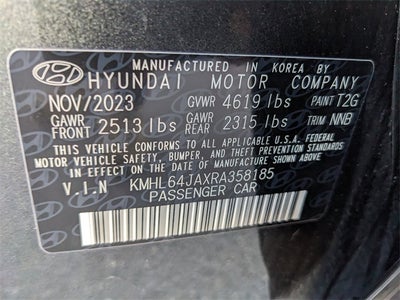 MANUFACTURED IN KOREA BY
HYUNDAI MOTOR COMPANY
NOV/2023 GVWR 4619 lbs PAINT T2G
GAWR FRONT 2513 lbs GAWR REAR 2315 lbs TRIM NNB
THIS VEHICLE CONFORMS TO ALL APPLICABLE U.S.A. FEDERAL
MOTOR VEHICLE SAFETY, BUMPER, AND THEFT PREVENTION
STANDARDS IN EFFECT ON THE DATE OF MANUFACTURE SHOWN ABOVE.
V.I.N KMHL64JAXRA358185
PASSENGER CAR